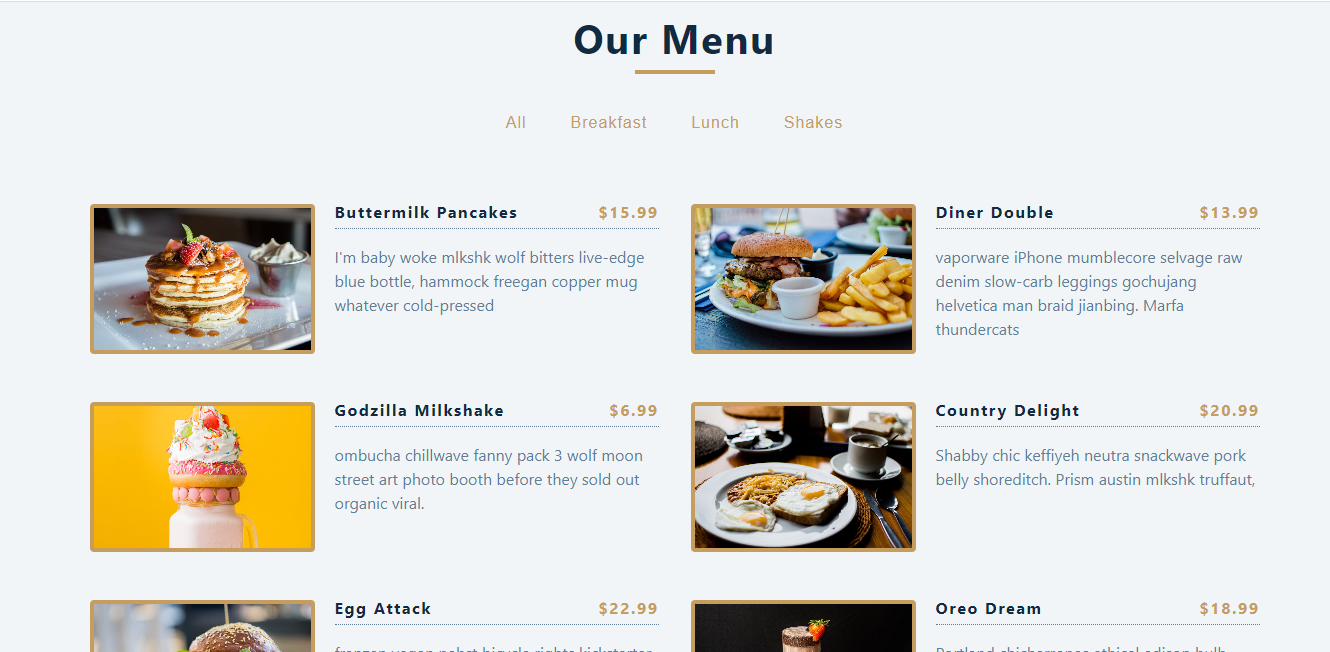 Our Menu
All Breakfast Lunch Shakes
Buttermilk Pancakes $15.99
I'm baby woke mlkshk wolf bitters live-edge
blue bottle, hammock freegan copper mug
whatever cold-pressed
Diner Double $13.99
vaporware iPhone mumblecore selvage raw
denim slow-carb leggings gochujang
helvetica man braid jianbing. Marfa
thundercats
Godzilla Milkshake $6.99
ombucha chillwave fanny pack 3 wolf moon
street art photo booth before they sold out
organic viral.
Country Delight $20.99
Shabby chic keffiyeh neutra snackwave pork
belly shoreditch. Prism austin mlkshk truffaut,
Egg Attack $22.99
Oreo Dream $18.99